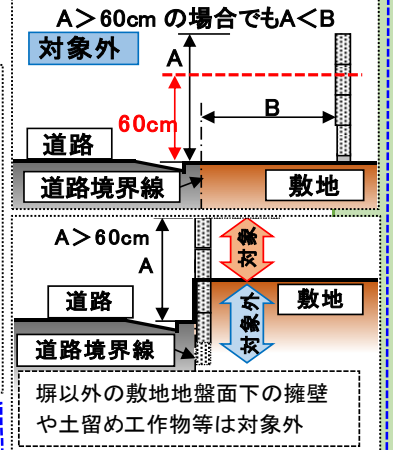 A＞60cm の場合でもA＜B
対象外
A
60cm
B
道路
道路境界線
敷地
A＞60cm
A
対象
道路
対象外
敷地
道路境界線
塀以外の敷地地盤面下の擁壁
や土留め工作物等は対象外